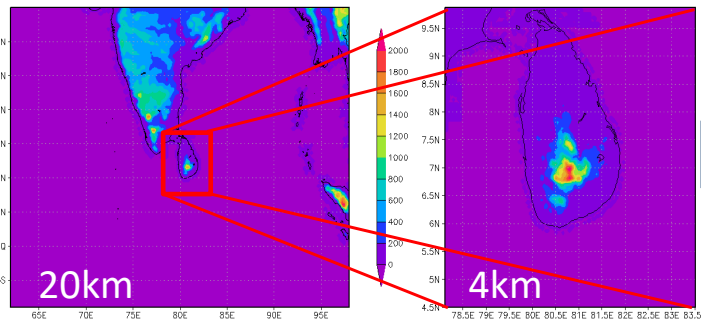 2000
1800
1600
1400
1200
1000
800
600
400
200
0
9.5N
9N
8.5N
8N
7.5N
7N
6.5N
6N
5.5N
5N
4.5N
N
N
N
N
N
N
Q
S
20km
4km
65E 70E 75E 80E 85E 90E 95E
78.5E 79E 79.5E 80E 80.5E 81E 81.5E 82E 82.5E 83E 83.5